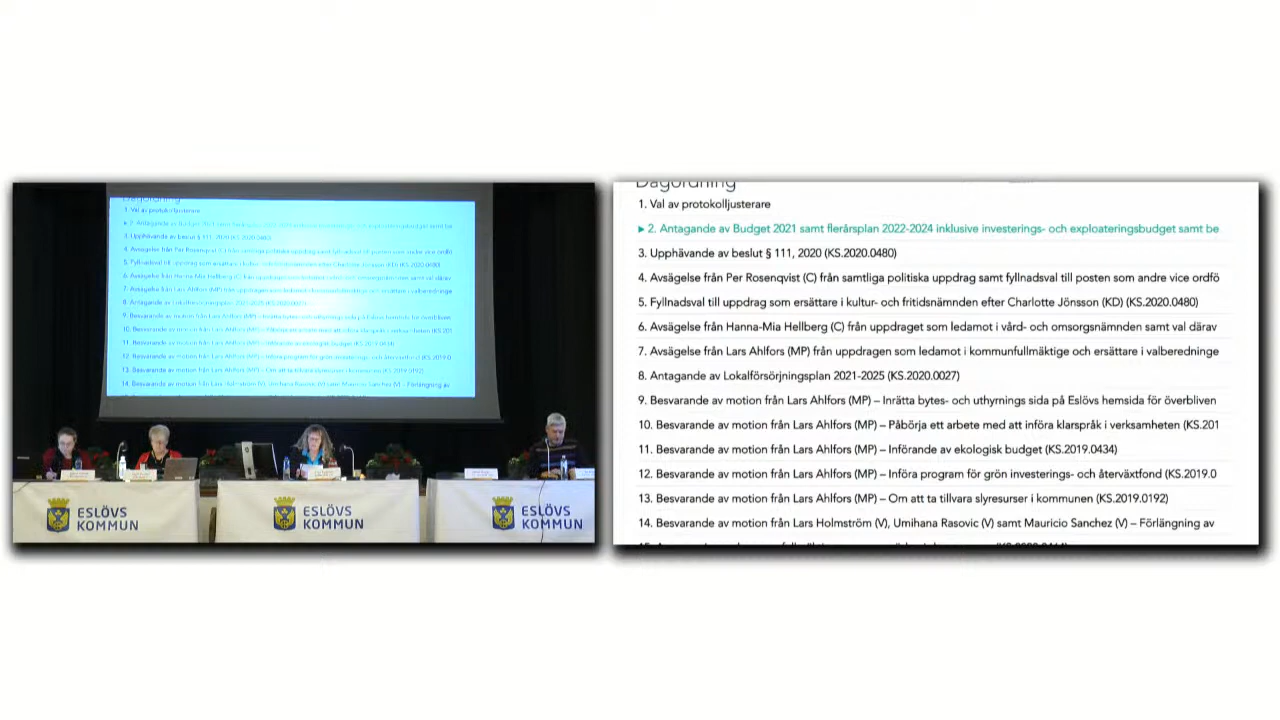 Dagordning
1. Val av protokolljusterare
▸ 2. Antagande av Budget 2021 samt flerårsplan 2022-2024 inklusive investerings- och exploateringsbudget samt be
3. Upphävande av beslut § 111, 2020 (KS.2020.0480)
4. Avsägelse från Per Rosenqvist (C) från samtliga politiska uppdrag samt fyllnadsval till posten som andre vice ordfö
5. Fyllnadsval till uppdrag som ersättare i kultur- och fritidsnämnden efter Charlotte Jönsson (KD) (KS.2020.0480)
6. Avsägelse från Hanna-Mia Hellberg (C) från uppdraget som ledamot i vård- och omsorgsnämnden samt val därav
7. Avsägelse från Lars Ahlfors (MP) från uppdragen som ledamot i kommunfullmäktige och ersättare i valberedninge
8. Antagande av Lokalförsörjningsplan 2021-2025 (KS.2020.0027)
9. Besvarande av motion från Lars Ahlfors (MP) – Inrätta bytes- och uthyrnings sida på Eslövs hemsida för överbliven
10. Besvarande av motion från Lars Ahlfors (MP) – Påbörja ett arbete med att införa klarspråk i verksamheten (KS.201
11. Besvarande av motion från Lars Ahlfors (MP) – Införande av ekologisk budget (KS.2019.0434)
12. Besvarande av motion från Lars Ahlfors (MP) – Införa program för grön investerings- och återväxtfond (KS.2019.0
13. Besvarande av motion från Lars Ahlfors (MP) – Om att ta tillvara slyresurser i kommunen (KS.2019.0192)
14. Besvarande av motion från Lars Holmström (V), Umihana Rasovic (V) samt Mauricio Sanchez (V) – Förlängning av
ESLÖVS
KOMMUN
ESLÖVS
KOMMUN
ESLÖVS
KOMMUN